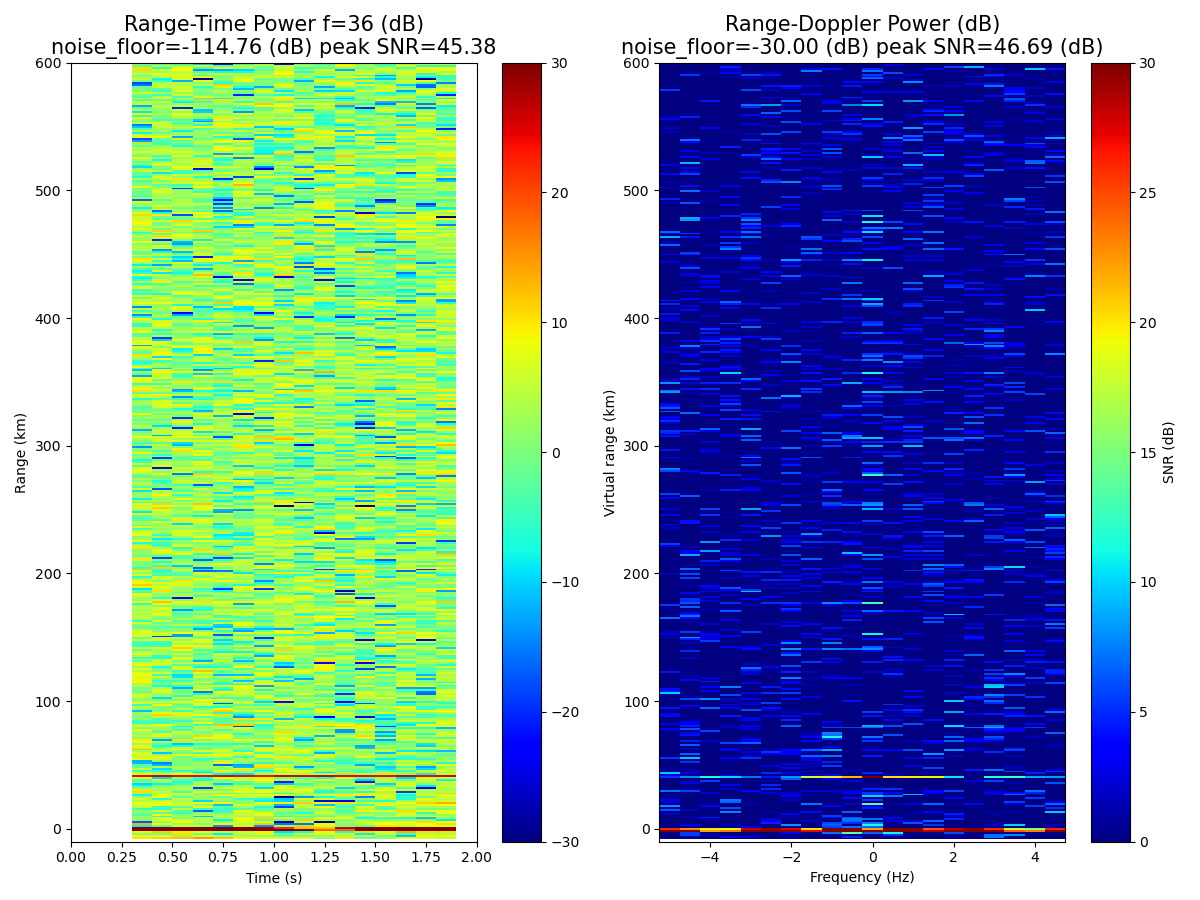 Range-Time Power f=36 (dB)
noise_floor=-114.76 (dB) peak SNR=45.38
600
500
400
300
200
100
0
Range (km)
0.00 0.25 0.50 0.75 1.00 1.25 1.50 1.75 2.00
Time (s)
30
20
10
0
−10
−20
−30
Range-Doppler Power (dB)
noise_floor=-30.00 (dB) peak SNR=46.69 (dB)
600
500
400
300
200
100
0
Virtual range (km)
−4 −2 0 2 4
Frequency (Hz)
30
25
20
15
10
5
0
SNR (dB)